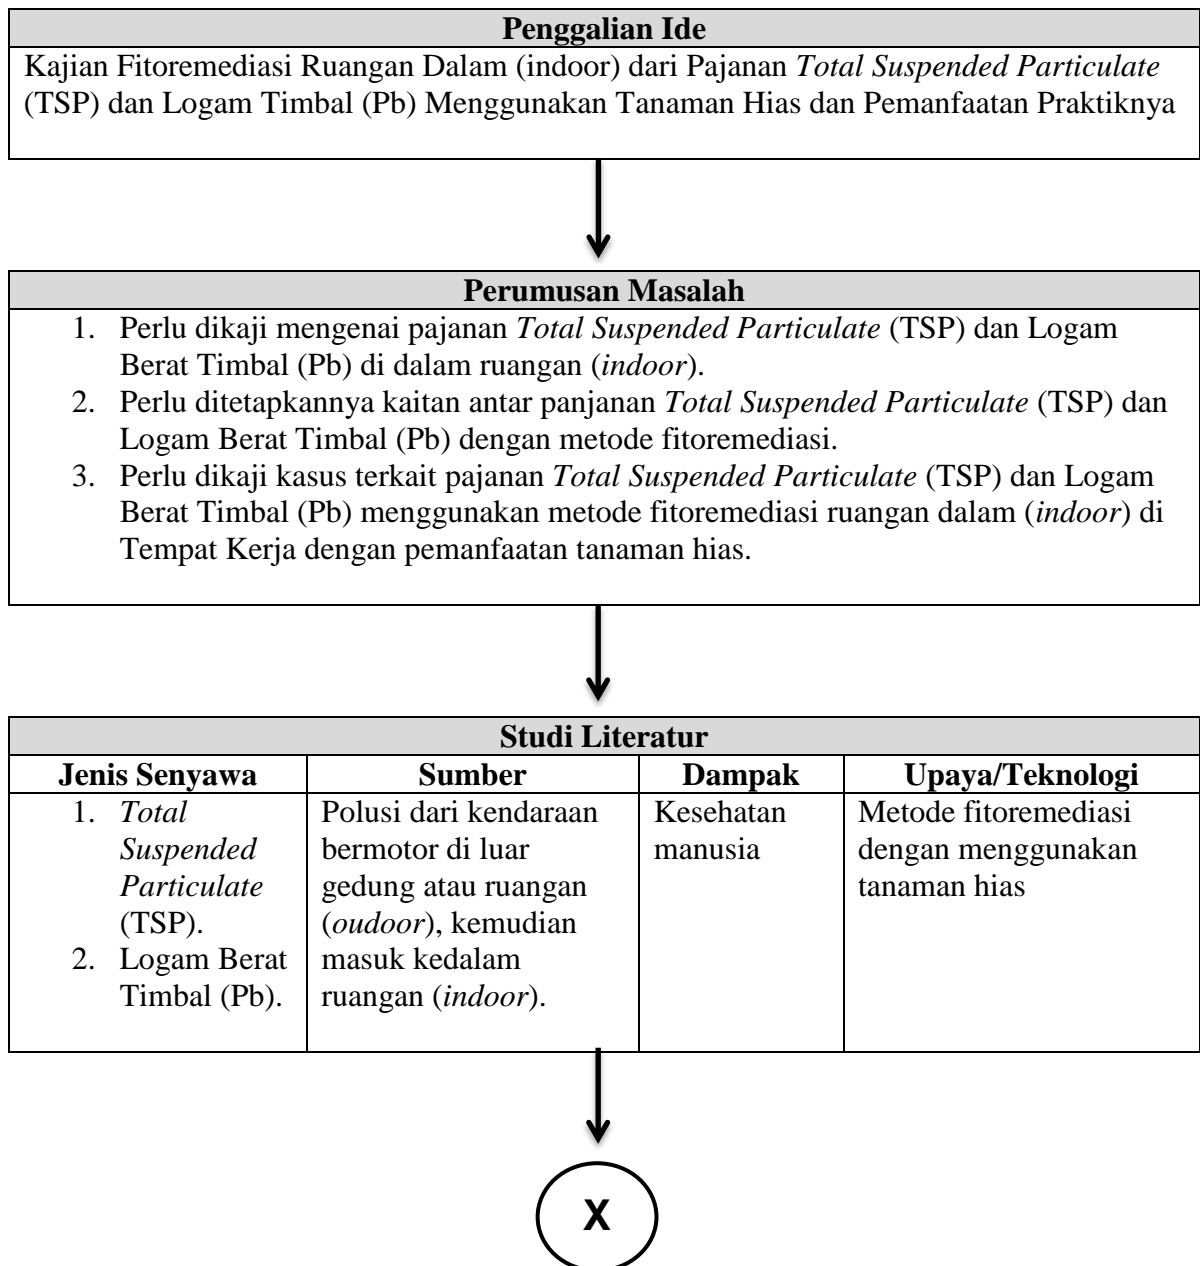 Penggalian Ide
Kajian Fitoremediasi Ruangan Dalam (indoor) dari Pajanan Total Suspended Particulate
(TSP) dan Logam Timbal (Pb) Menggunakan Tanaman Hias dan Pemanfaatan Praktiknya
Perumusan Masalah
1. Perlu dikaji mengenai pajanan Total Suspended Particulate (TSP) dan Logam
Berat Timbal (Pb) di dalam ruangan (indoor).
2. Perlu ditetapkannya kaitan antar panjanan Total Suspended Particulate (TSP) dan
Logam Berat Timbal (Pb) dengan metode fitoremediasi.
3. Perlu dikaji kasus terkait pajanan Total Suspended Particulate (TSP) dan Logam
Berat Timbal (Pb) menggunakan metode fitoremediasi ruangan dalam (indoor) di
Tempat Kerja dengan pemanfaatan tanaman hias.
Studi Literatur
Jenis Senyawa
1. Total
Suspended
Particulate
(TSP).
2. Logam Berat
Timbal (Pb).
Sumber
Polusi dari kendaraan
bermotor di luar
gedung atau ruangan
(oudoor), kemudian
masuk kedalam
ruangan (indoor).
Dampak
Kesehatan
manusia
Upaya/Teknologi
Metode fitoremediasi
dengan menggunakan
tanaman hias
X